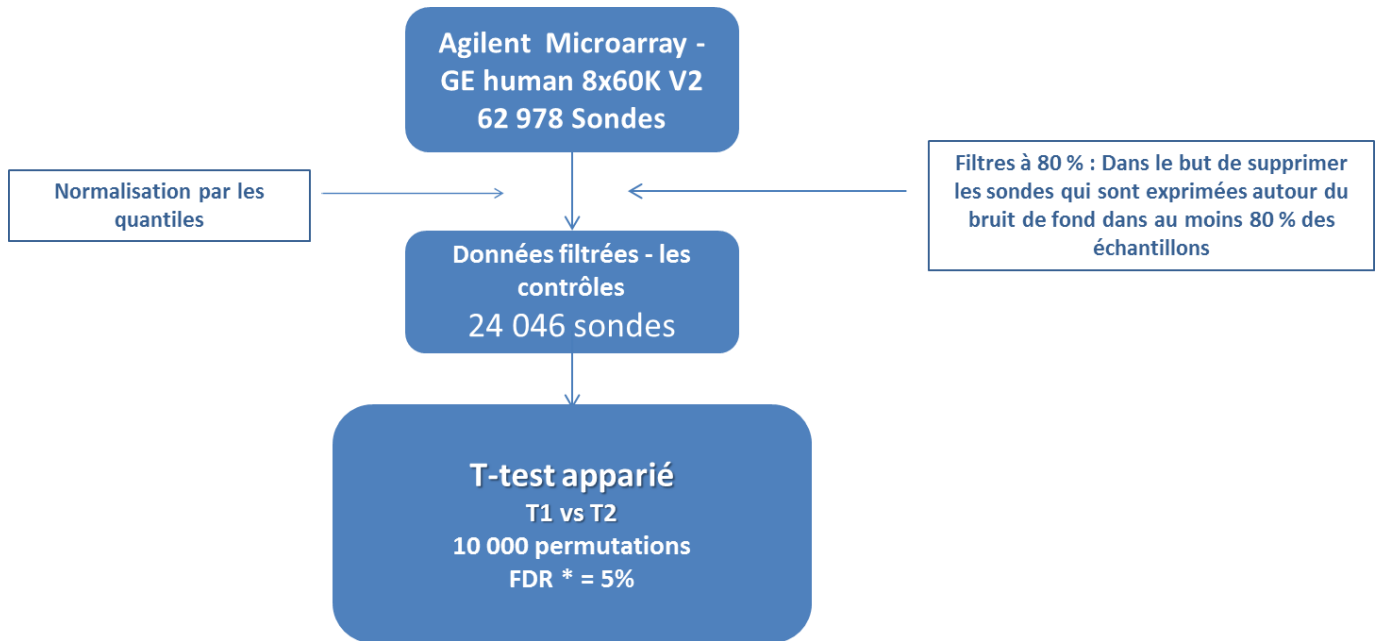 Agilent Microarray -
GE human 8x60K V2
62 978 Sondes
Normalisation par les
quantiles
Filtres à 80 % : Dans le but de supprimer
les sondes qui sont exprimées autour du
bruit de fond dans au moins 80 % des
échantillons
Données filtrées - les
contrôles
24 046 sondes
T-test apparié
T1 vs T2
10 000 permutations
FDR * = 5%